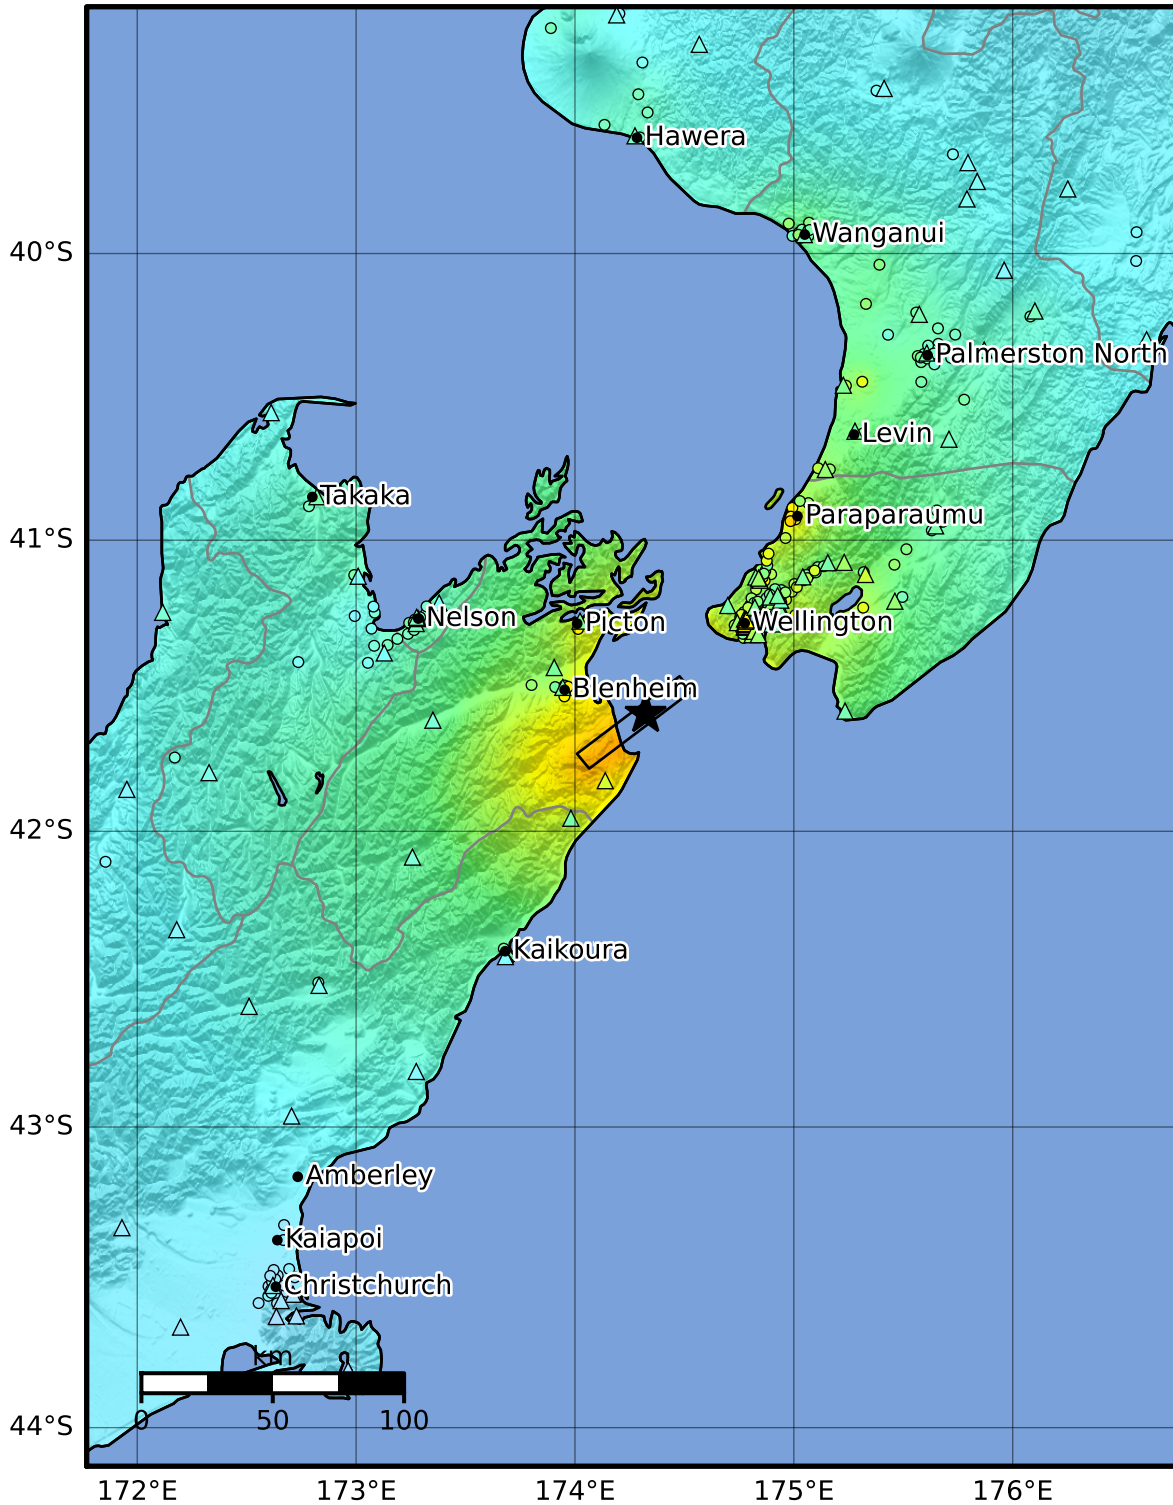 Hawera
Wanganui
40°S
Palmerston North
Levin
Takaka
Paraparaumu
41°S
Nelson
Picton
Wellington
Blenheim
42°S
Kaikoura
43°S
Amberley
Kaiapoi
Christchurch
km
0 50 100
44°S
172°E 173°E 174°E 175°E 176°E